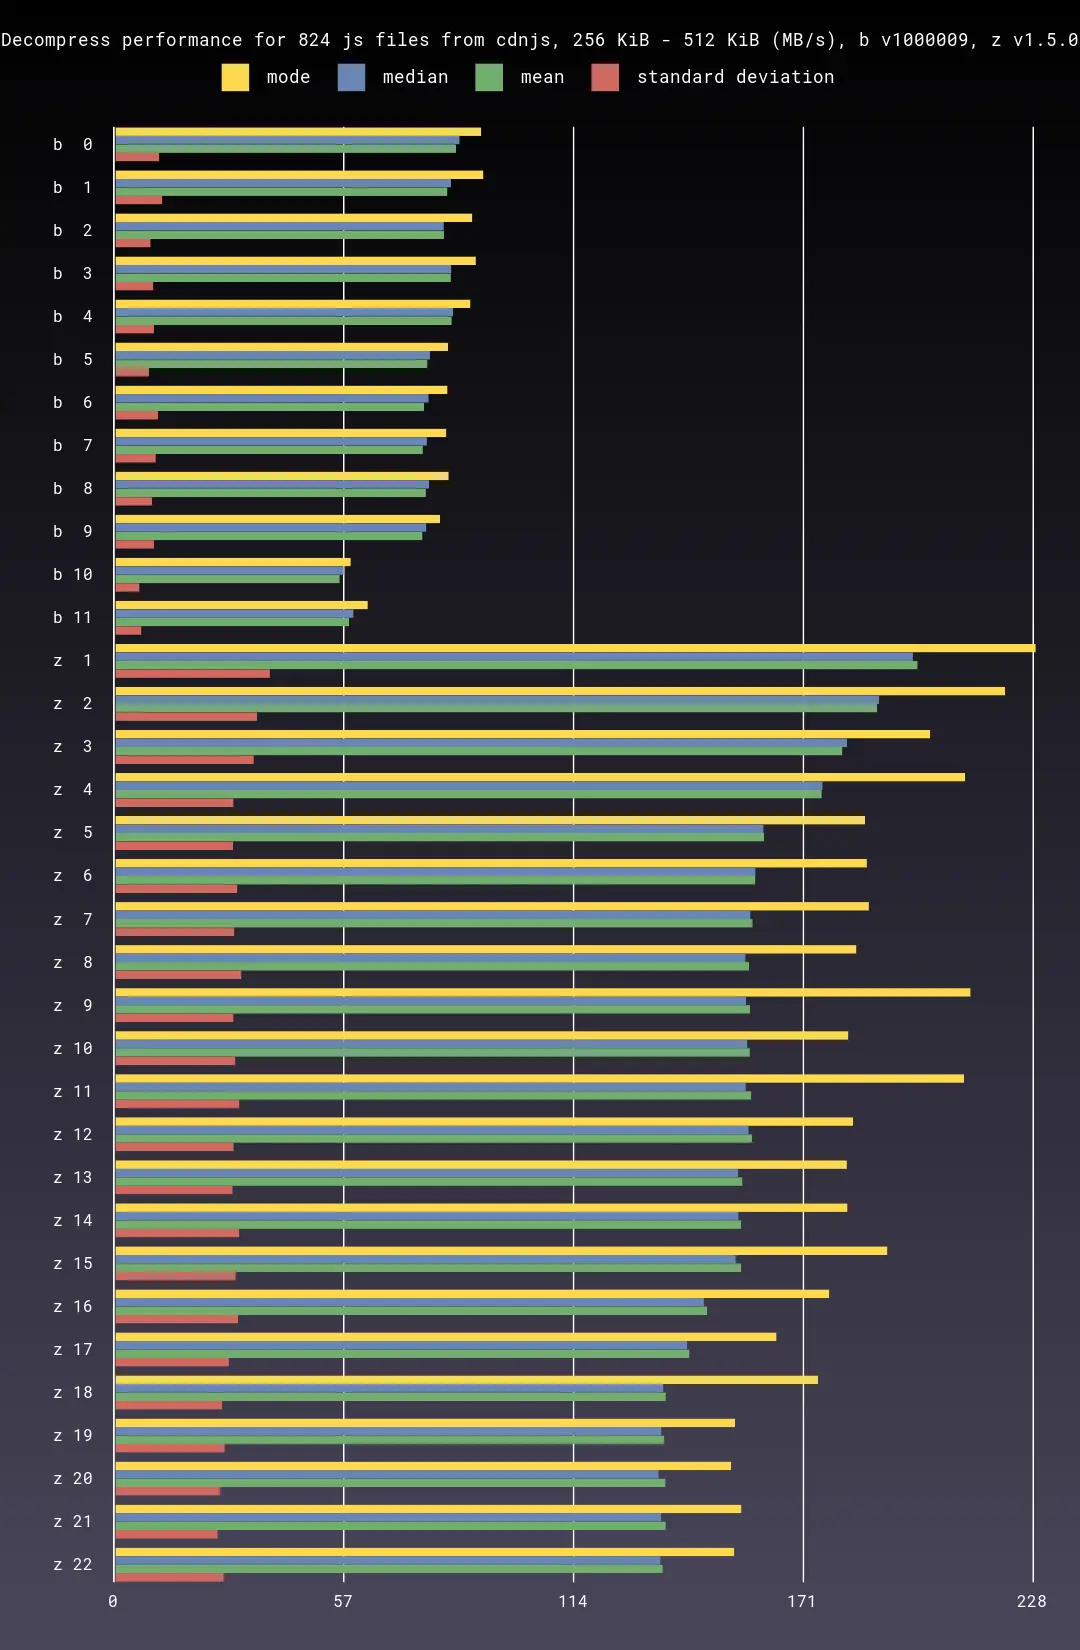 Decompress performance for 824 js files from cdnjs, 256 KiB - 512 KiB (MB/s), b v1000009, z v1.5.0
mode median mean standard deviation
b 0
b 1
b 2
b 3
b 4
b 5
b 6
b 7
b 8
b 9
b 10
b 11
z 1
z 2
z 3
z 4
z 5
z 6
z 7
z 8
z 9
z 10
z 11
z 12
z 13
z 14
z 15
z 16
z 17
z 18
z 19
z 20
z 21
z 22
0 57 114 171 228